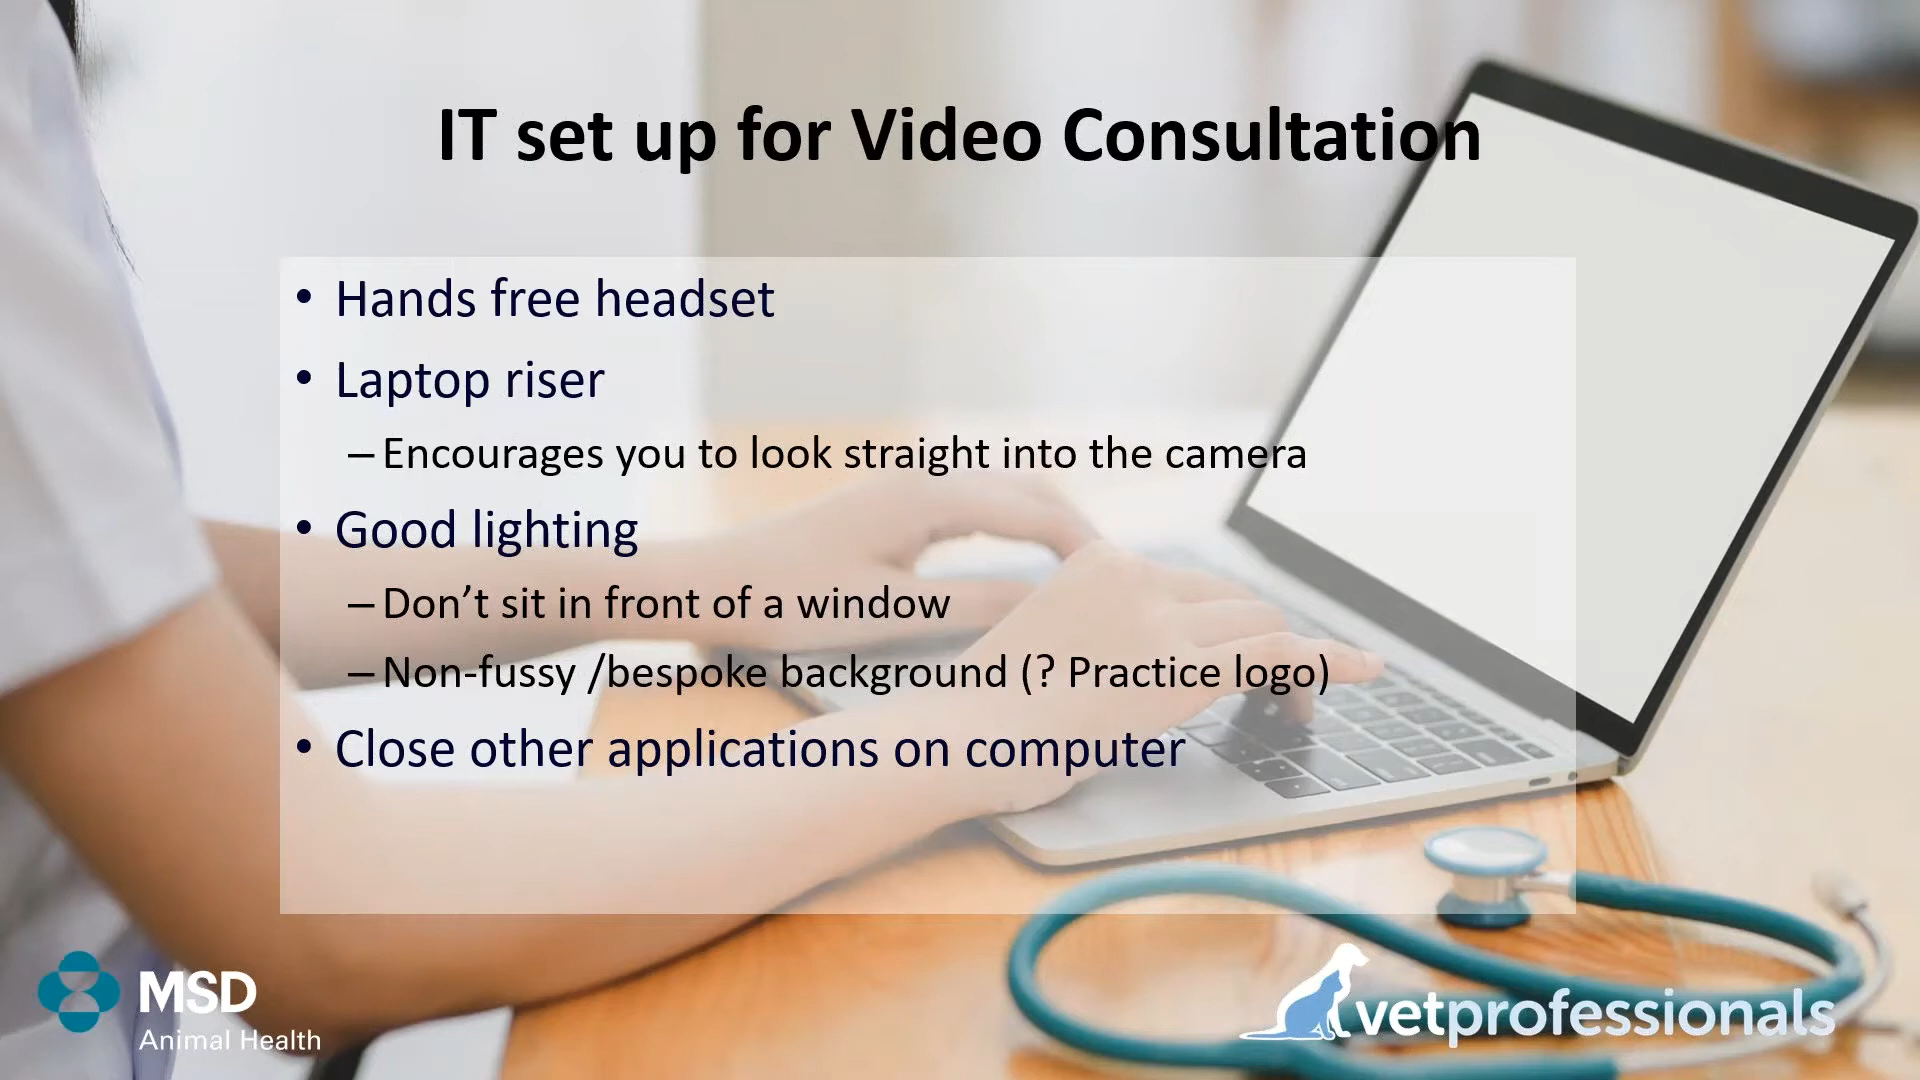 IT set up for Video Consultation
• Hands free headset
• Laptop riser
– Encourages you to look straight into the camera
• Good lighting
– Don’t sit in front of a window
– Non-fussy /bespoke background (? Practice logo)
• Close other applications on computer
MSD
Animal Health
vetprofessionals